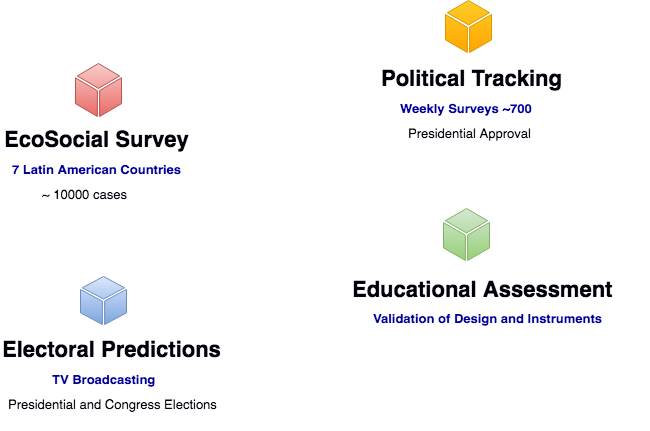 Political Tracking
Weekly Surveys ~700
Presidential Approval
EcoSocial Survey
7 Latin American Countries
~ 10000 cases
Educational Assessment
Validation of Design and Instruments
Electoral Predictions
TV Broadcasting
Presidential and Congress Elections